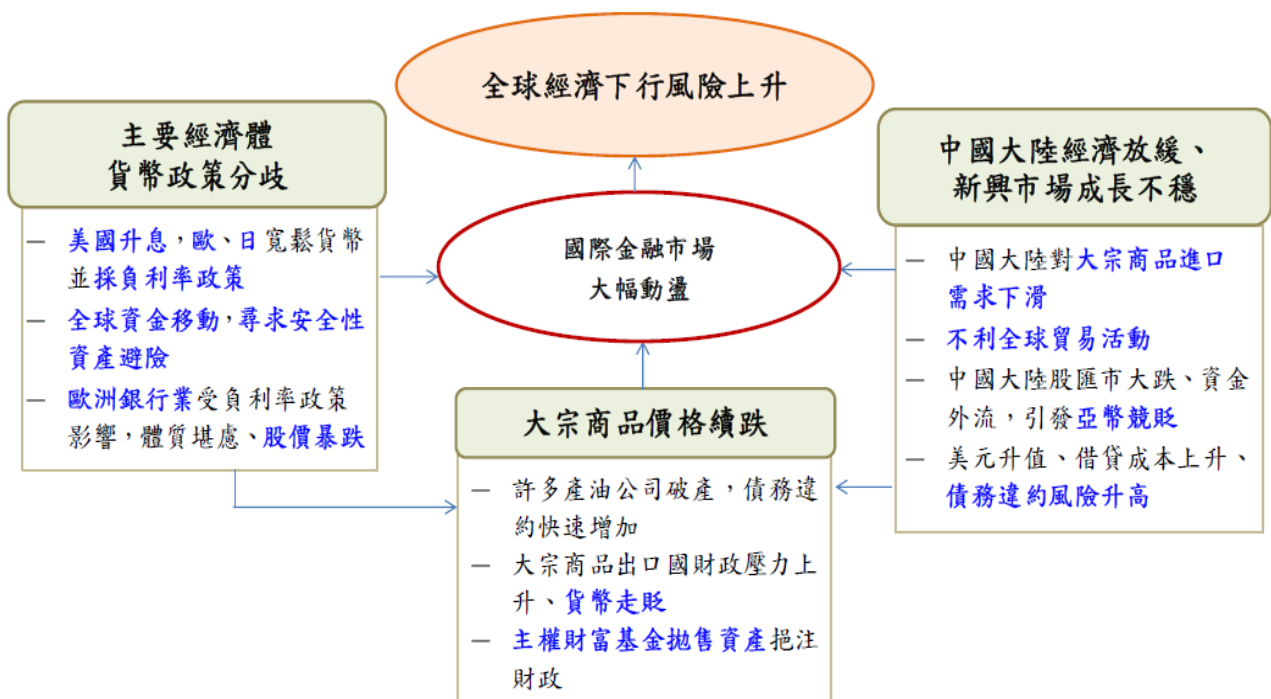 全球經濟下行風險上升
主要經濟體
貨幣政策分歧
— 美國升息，歐、日寬鬆貨幣
並採負利率政策
— 全球資金移動，尋求安全性
資產避險
— 歐洲銀行業受負利率政策
影響，體質堪慮、股價暴跌
國際金融市場
大幅動盪
中國大陸經濟放緩、
新興市場成長不穩
— 中國大陸對大宗商品進口
需求下滑
— 不利全球貿易活動
— 中國大陸股匯市大跌、資金
外流，引發亞幣競貶
— 美元升值、借貸成本上升、
債務違約風險升高
大宗商品價格續跌
— 許多產油公司破產，債務違
約快速增加
— 大宗商品出口國財政壓力上
升、貨幣走貶
— 主權財富基金拋售資產挹注
財政